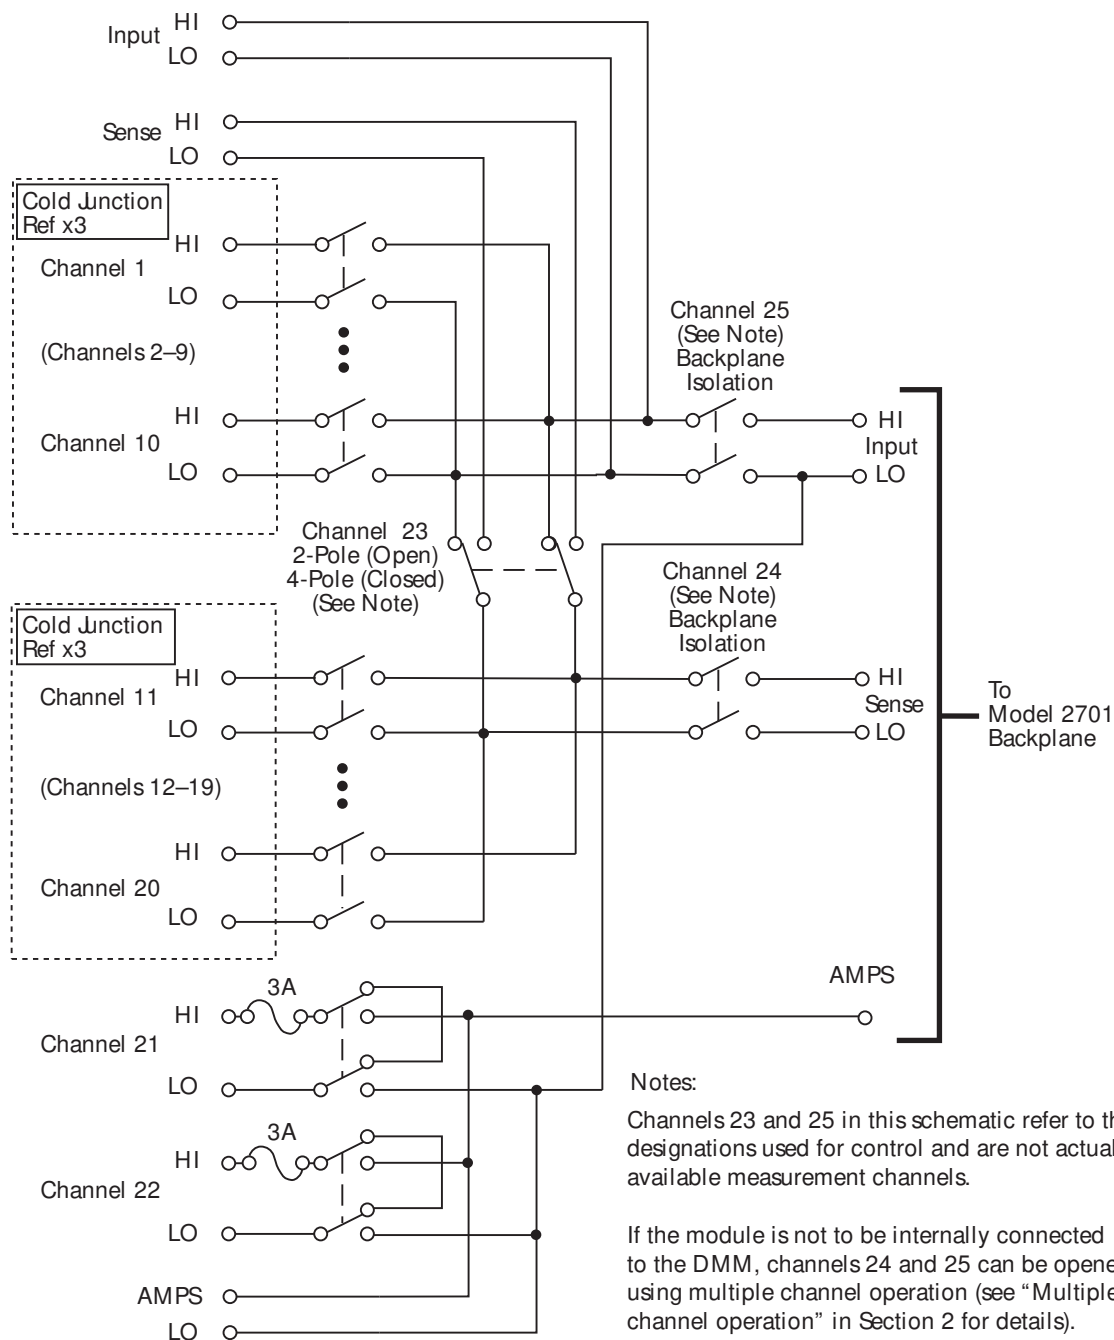 Input HI
LO
Sense HI
LO
Cold Junction
Ref x3
HI
Channel 1
LO
(Channels 2–9)
HI
Channel 10
LO
Channel 25
(See Note)
Backplane
Isolation
HI
Input
LO
Channel 23
2-Pole (Open)
4-Pole (Closed)
(See Note)
Channel 24
(See Note)
Backplane
Isolation
Cold Junction
Ref x3
HI
Channel 11
LO
(Channels 12–19)
HI
Channel 20
LO
HI
Sense
LO
To
Model 2701
Backplane
AMPS
3A
HI
Channel 21
LO
3A
HI
Channel 22
LO
AMPS
LO
Notes:
Channels 23 and 25 in this schematic refer to
designations used for control and are not
available measurement channels.
If the module is not to be internally connected
to the DMM, channels 24 and 25 can be
using multiple channel operation (see “Multiple
channel operation” in Section 2 for details).